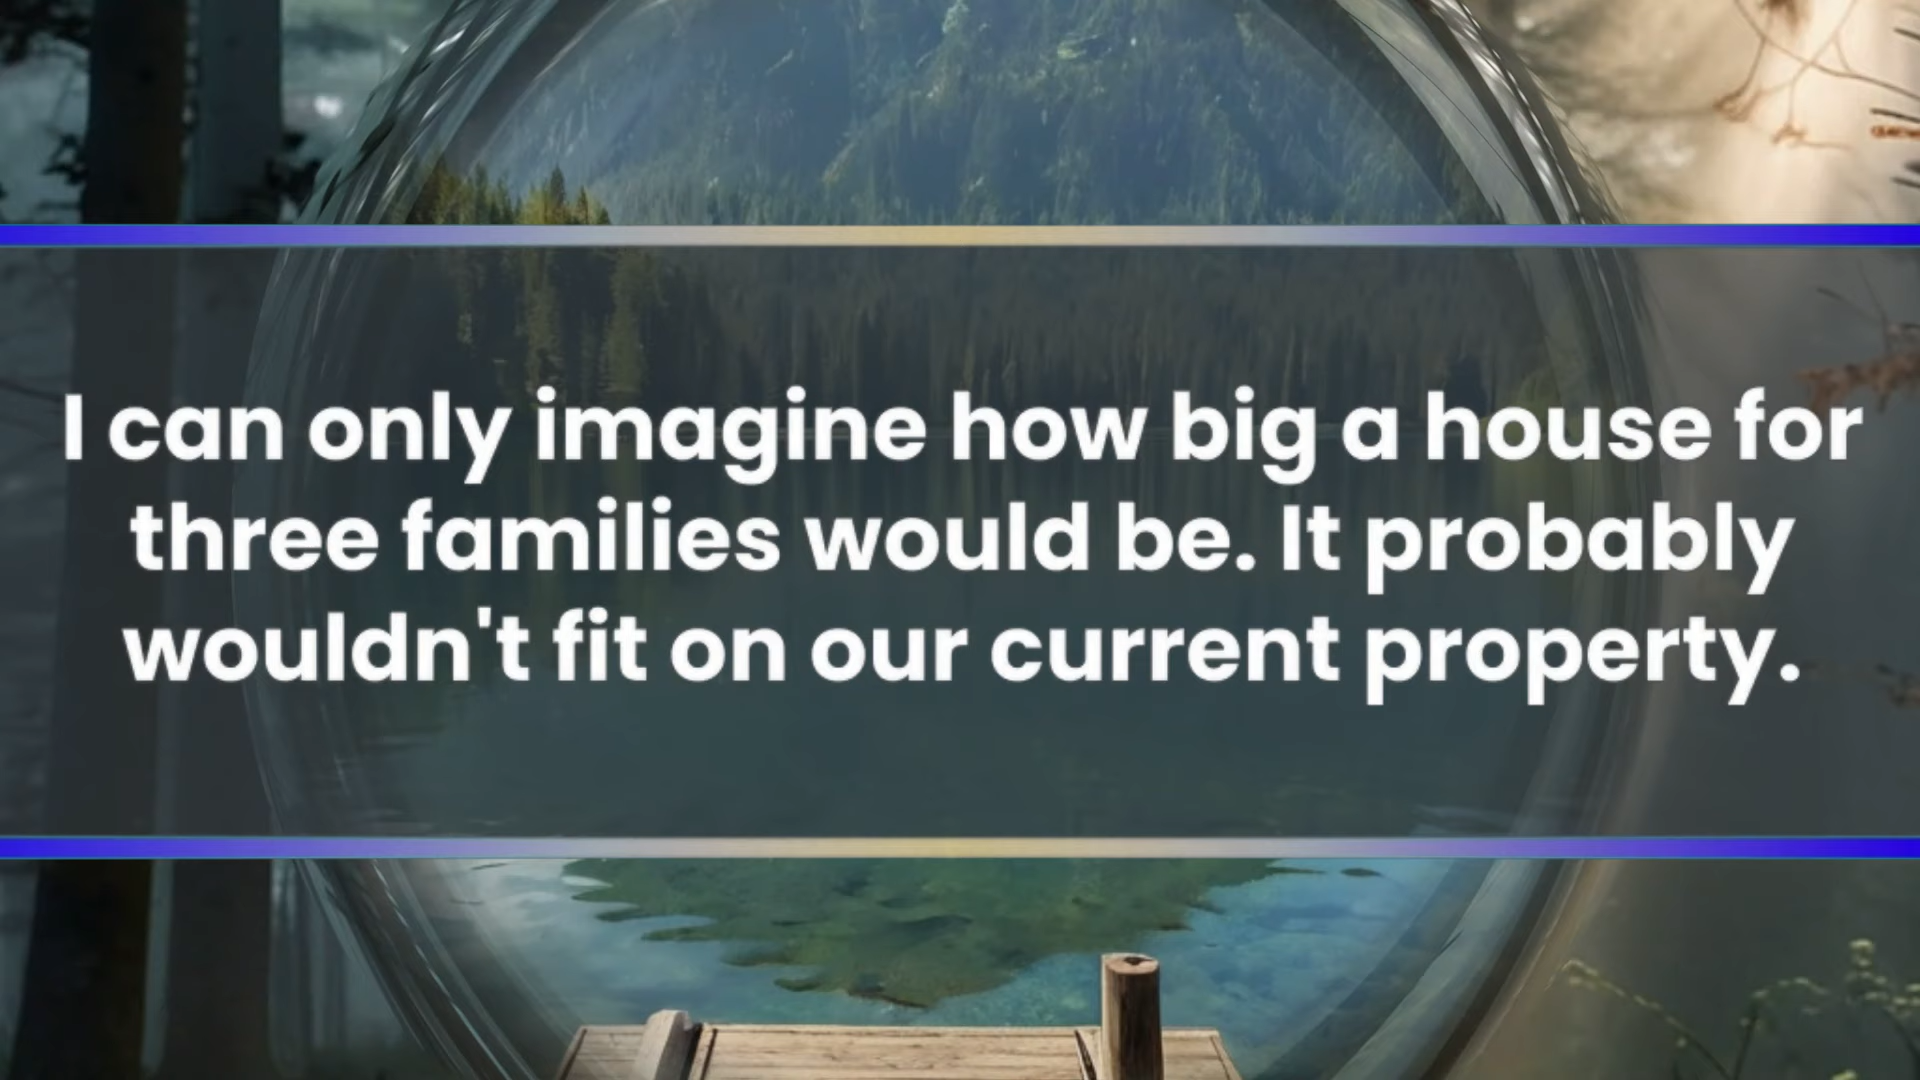 I can only imagine how big a house for
three families would be. It probably
wouldn't fit on our current property.